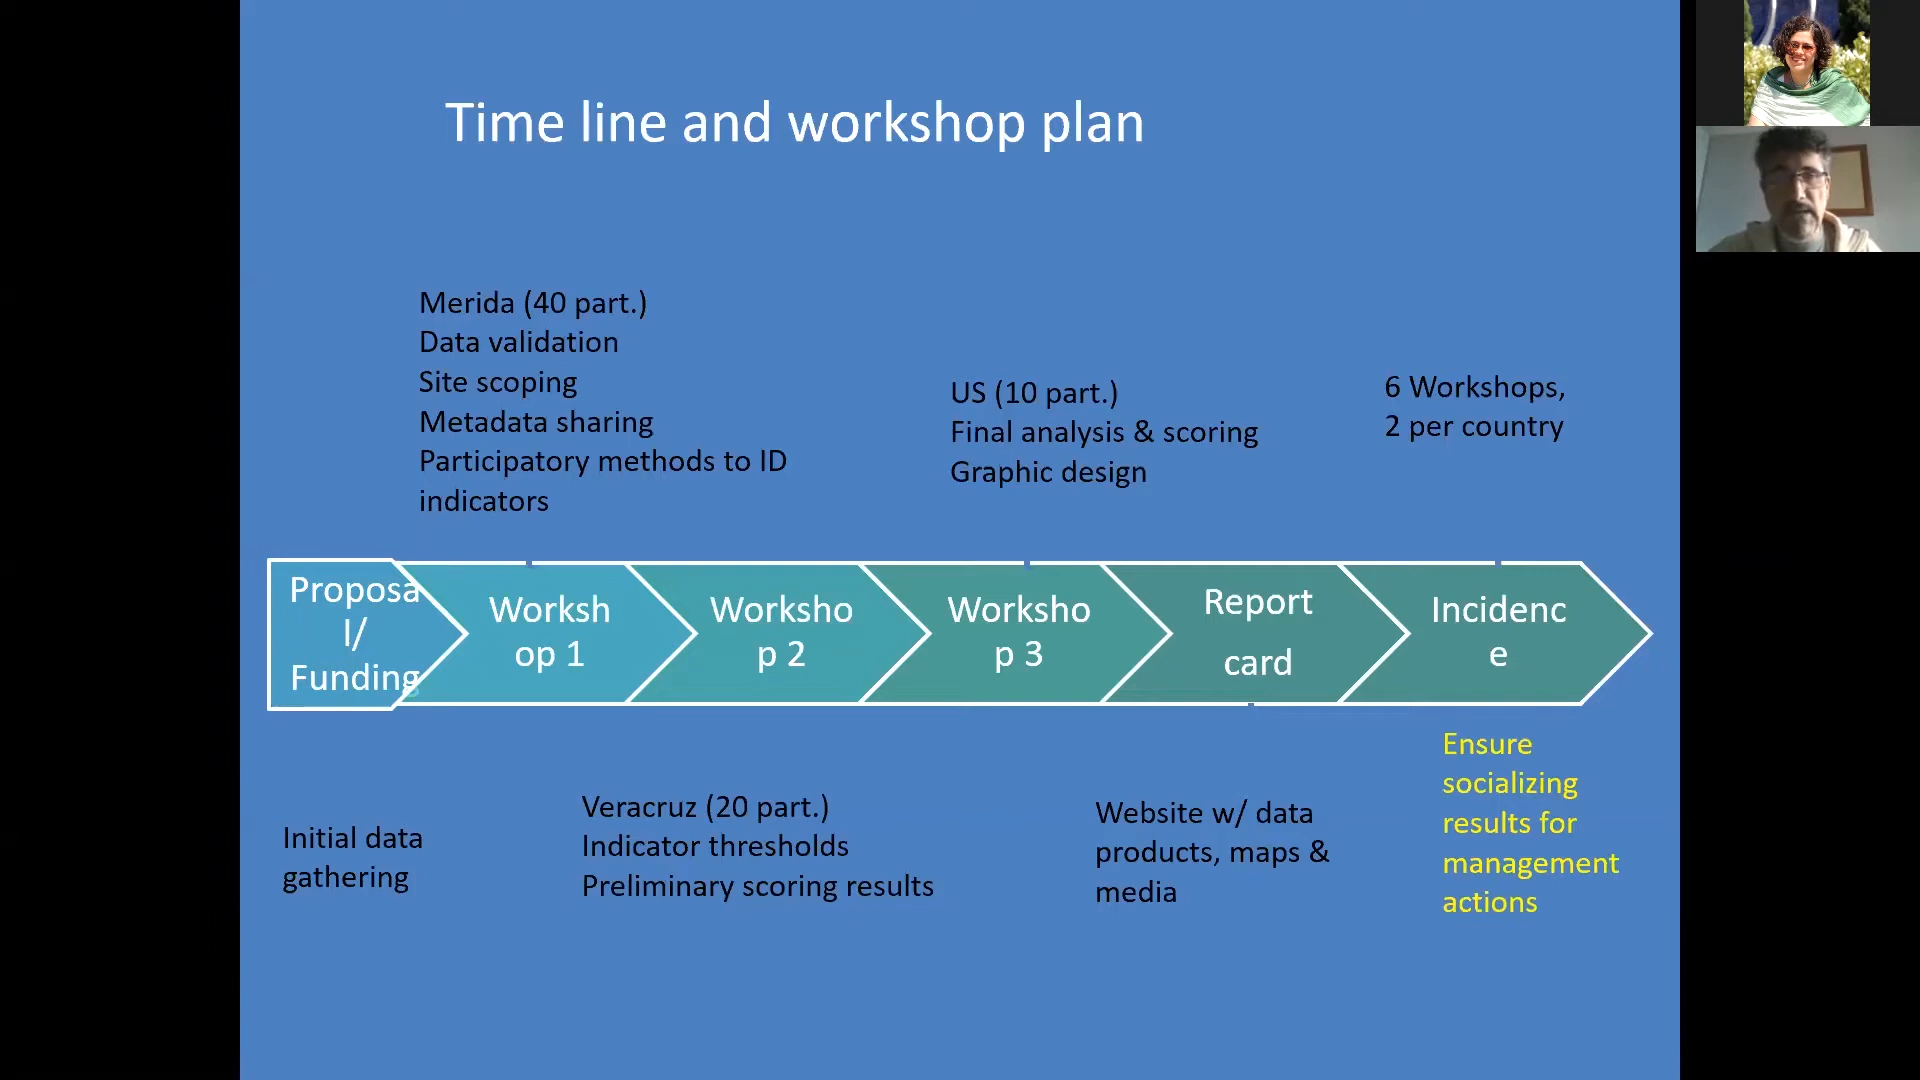 Time line and workshop plan
Merida (40 part.)
Data validation
Site scoping
Metadata sharing
Participatory methods to ID
indicators
US (10 part.)
Final analysis & scoring
Graphic design
6 Workshops,
2 per country
Proposa
l/
Funding
Worksh
op 1
Worksho
p 2
Worksho
p 3
Report
card
Incidenc
e
Initial data
gathering
Veracruz (20 part.)
Indicator thresholds
Preliminary scoring results
Website w/ data
products, maps &
media
Ensure
socializing
results for
management
actions